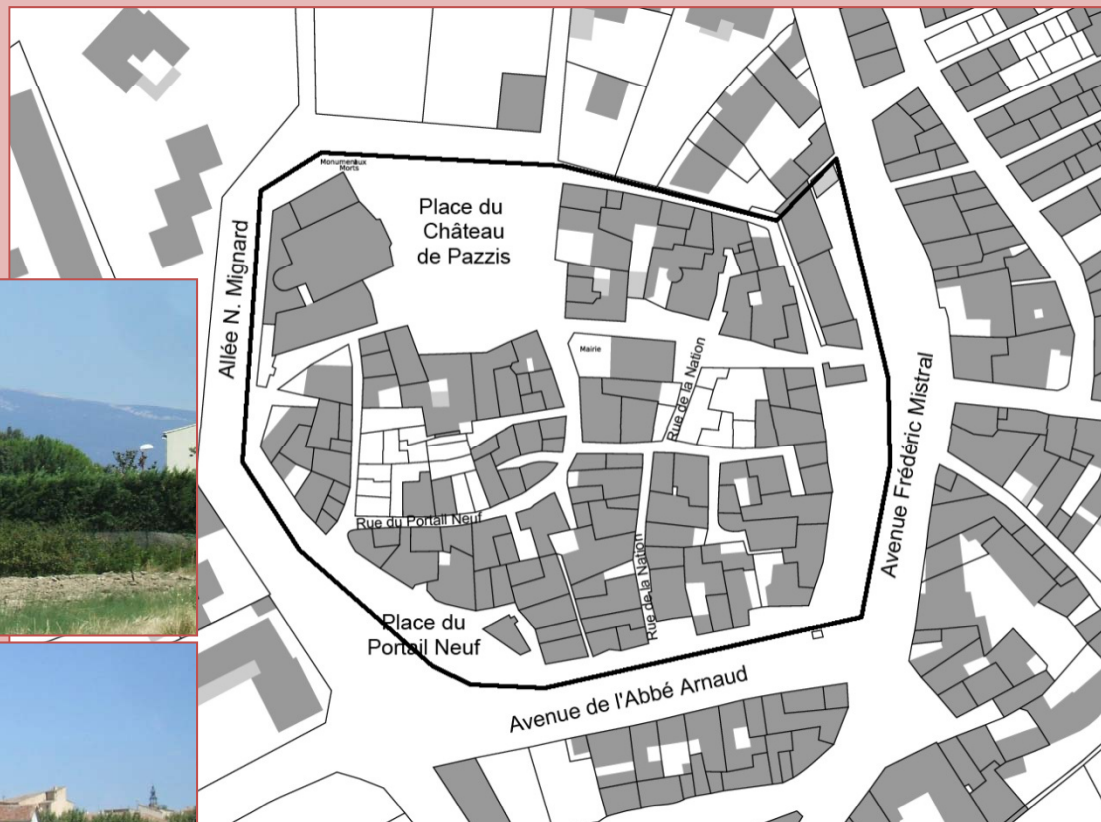 Monument aux
Morts
Place du
Château
de Pazzis
Allée N. Mignard
Mairie
Rue de la Nation
Avenue Frédéric Mistral
Rue du Portail Neuf
Rue de la Nation
Place du
Portail Neuf
Avenue de l'Abbé Arnaud